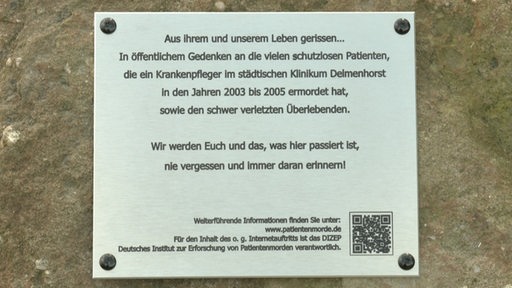 Aus ihrem und unserem Leben gerissen...
In öffentlichem Gedenken an die vielen schutzlosen Patienten,
die ein Krankenpfleger im städtischen Klinikum Delmenhorst
in den Jahren 2003 bis 2005 ermordet hat,
sowie den schwer verletzten Überlebenden.
Wir werden Euch und das, was hier passiert ist,
nie vergessen und immer daran erinnern!
Weiterführende Informationen finden Sie unter:
www.patientenmorde.de
Für den Inhalt des o. g. Internetauftritts ist das DIZEP
Deutsches Institut zur Erforschung von Patientenmorden verantwortlich.